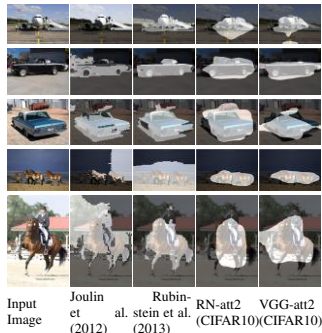 Input Joulin Rubin- RN-att2 VGG-att2
Image et al. stein et al. (CIFAR10)(CIFAR10)
(2012) (2013)